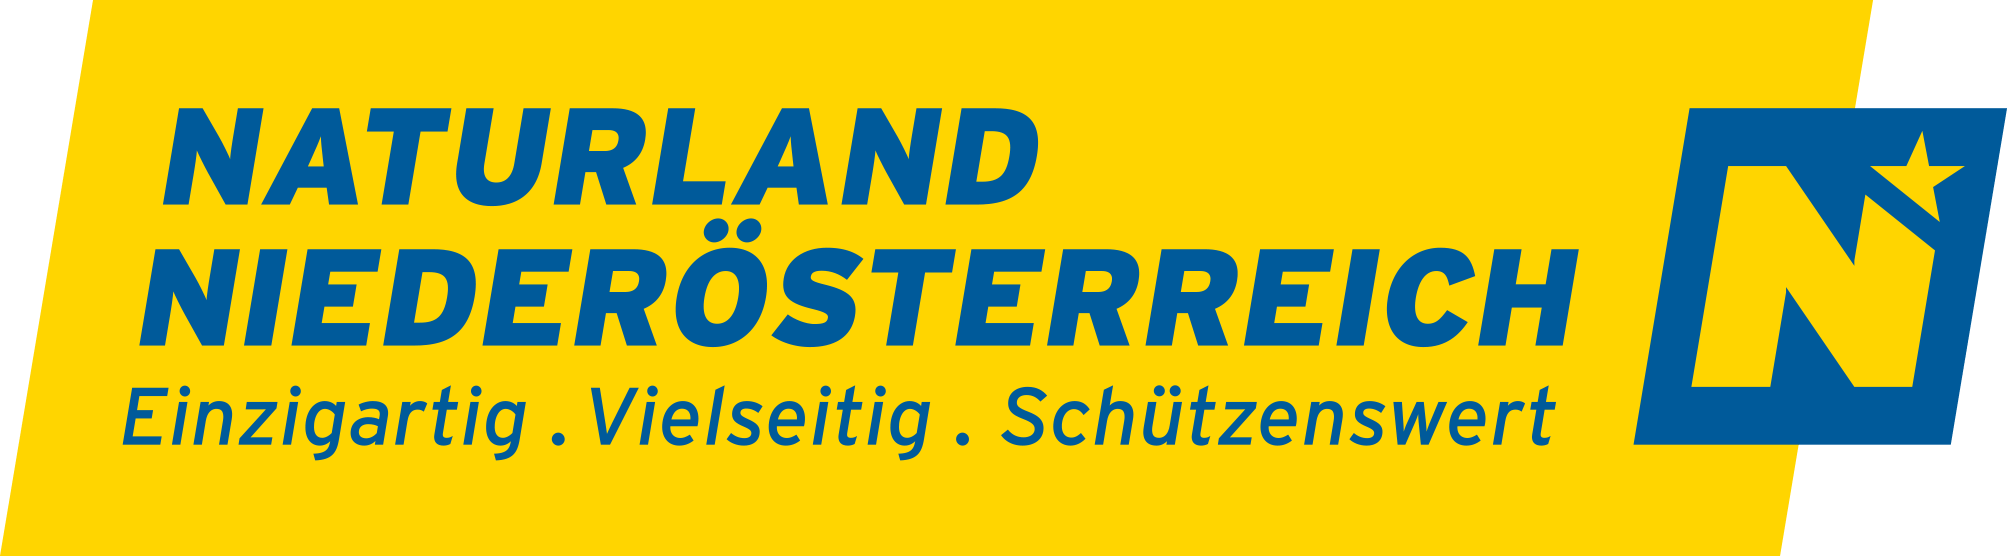 NATURLAND
NIEDERÖSTERREICH
Einzigartig . Vielseitig . Schützenswert
N